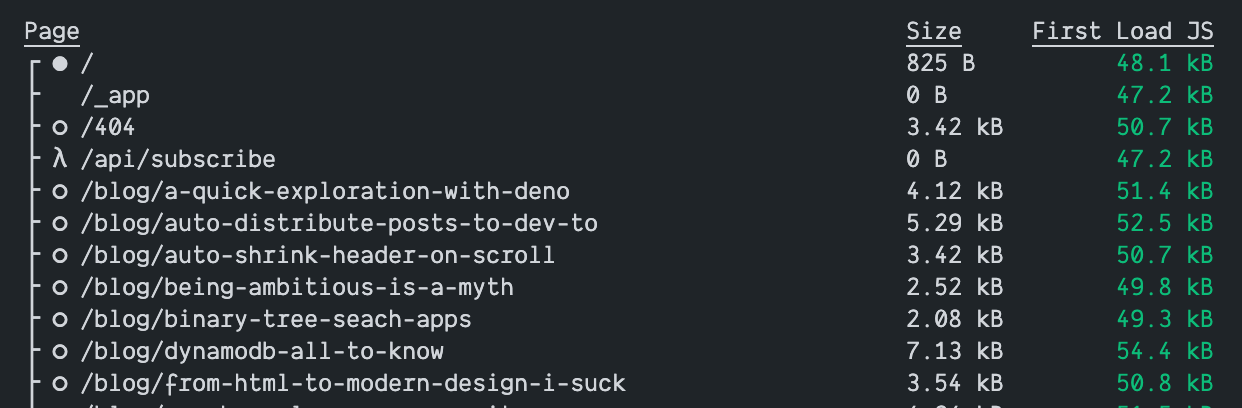 Page Size First Load JS
┌ ● / 825 B 48.1 kB
├ /_app 0 B 47.2 kB
├ ○ /404 3.42 kB 50.7 kB
├ λ /api/subscribe 0 B 47.2 kB
├ ○ /blog/a-quick-exploration-with-deno 4.12 kB 51.4 kB
├ ○ /blog/auto-distribute-posts-to-dev-to 5.29 kB 52.5 kB
├ ○ /blog/auto-shrink-header-on-scroll 3.42 kB 50.7 kB
├ ○ /blog/being-ambitious-is-a-myth 2.52 kB 49.8 kB
├ ○ /blog/binary-tree-seach-apps 2.08 kB 49.3 kB
├ ○ /blog/dynamodb-all-to-know 7.13 kB 54.4 kB
├ ○ /blog/from-html-to-modern-design-i-suck 3.54 kB 50.8 kB